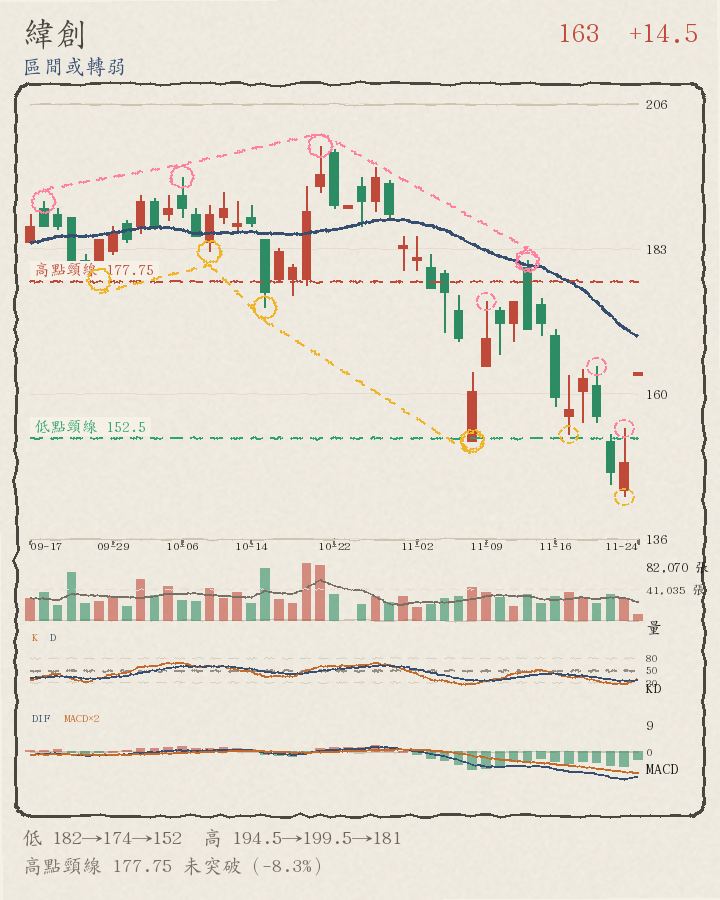 緯創
163 +14.5
區間或轉弱
206
183
高點頸線 177.75
160
低點頸線 152.5
136
09-17 09-29 10-06 10-14 10-22 11-02 11-09 11-16 11-24
82,070 張
41,035 張
量
K D
80
50
20
KD
DIF MACD×2
9
0
MACD
低 182→174→152 高 194.5→199.5→181
高點頸線 177.75 未突破 (-8.3%)